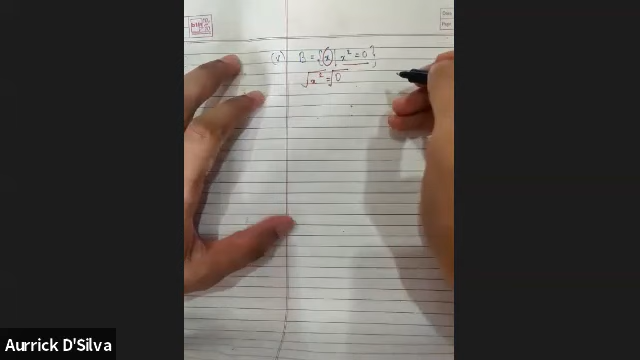 (v) B = {x | x² = 0}
√x² = √0
Aurrick D'Silva